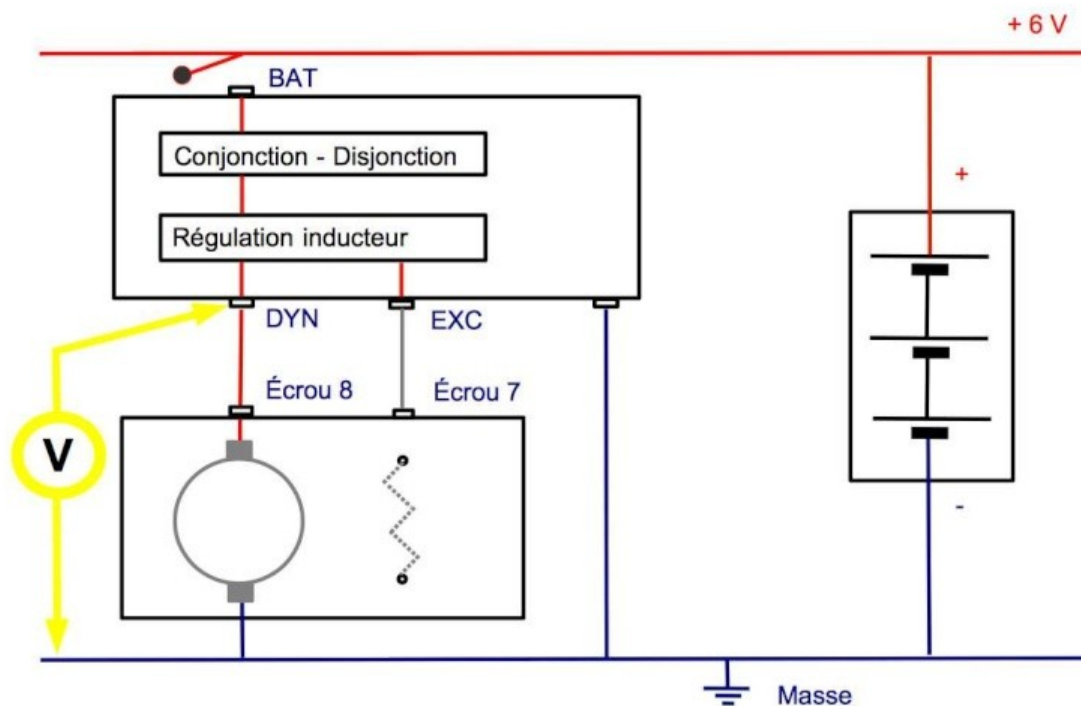 + 6 V
BAT
Conjonction - Disjonction
+
Régulation inducteur
DYN
EXC
Écrou 8
Écrou 7
V
-
Masse